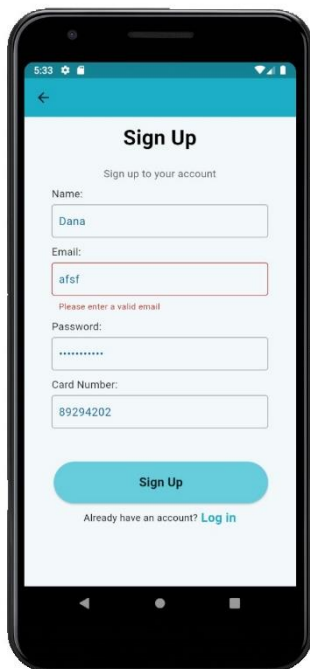 5:33
Sign Up
Sign up to your account
Name:
Dana
Email:
afsf
Please enter a valid email
Password:
•••••••••••
Card Number:
89294202
Sign Up
Already have an account? Log in